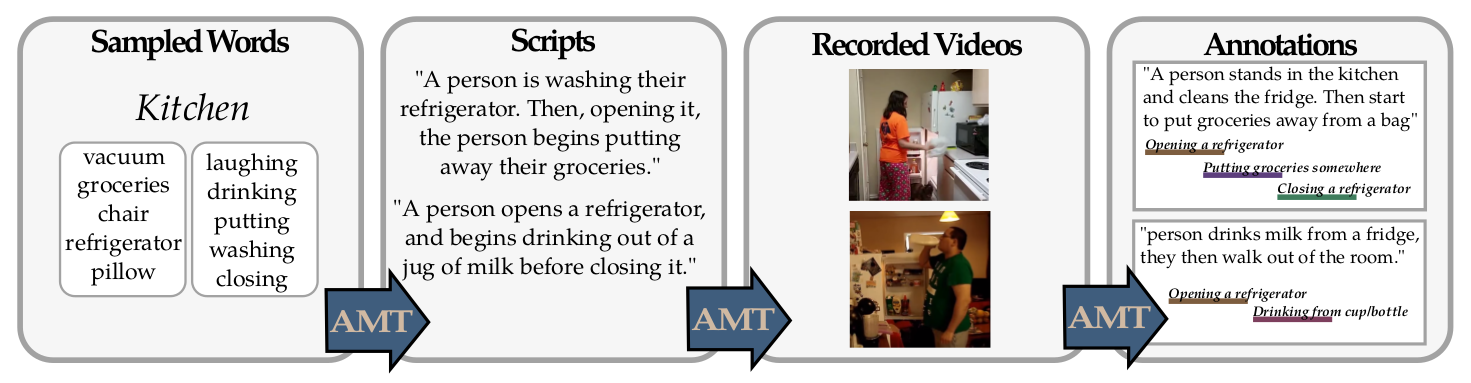 Sampled Words
Kitchen
vacuum
groceries
chair
refrigerator
pillow
laughing
drinking
putting
washing
closing
AMT
Scripts
"A person is washing their
refrigerator. Then, opening it,
the person begins putting
away their groceries."
"A person opens a refrigerator,
and begins drinking out of a
jug of milk before closing it."
AMT
Recorded Videos
AMT
Annotations
"A person stands in the kitchen
and cleans the fridge. Then start
to put groceries away from a bag"
Opening a refrigerator
Putting groceries somewhere
Closing a refrigerator
"person drinks milk from a fridge,
they then walk out of the room."
Opening a refrigerator
Drinking from cup/bottle